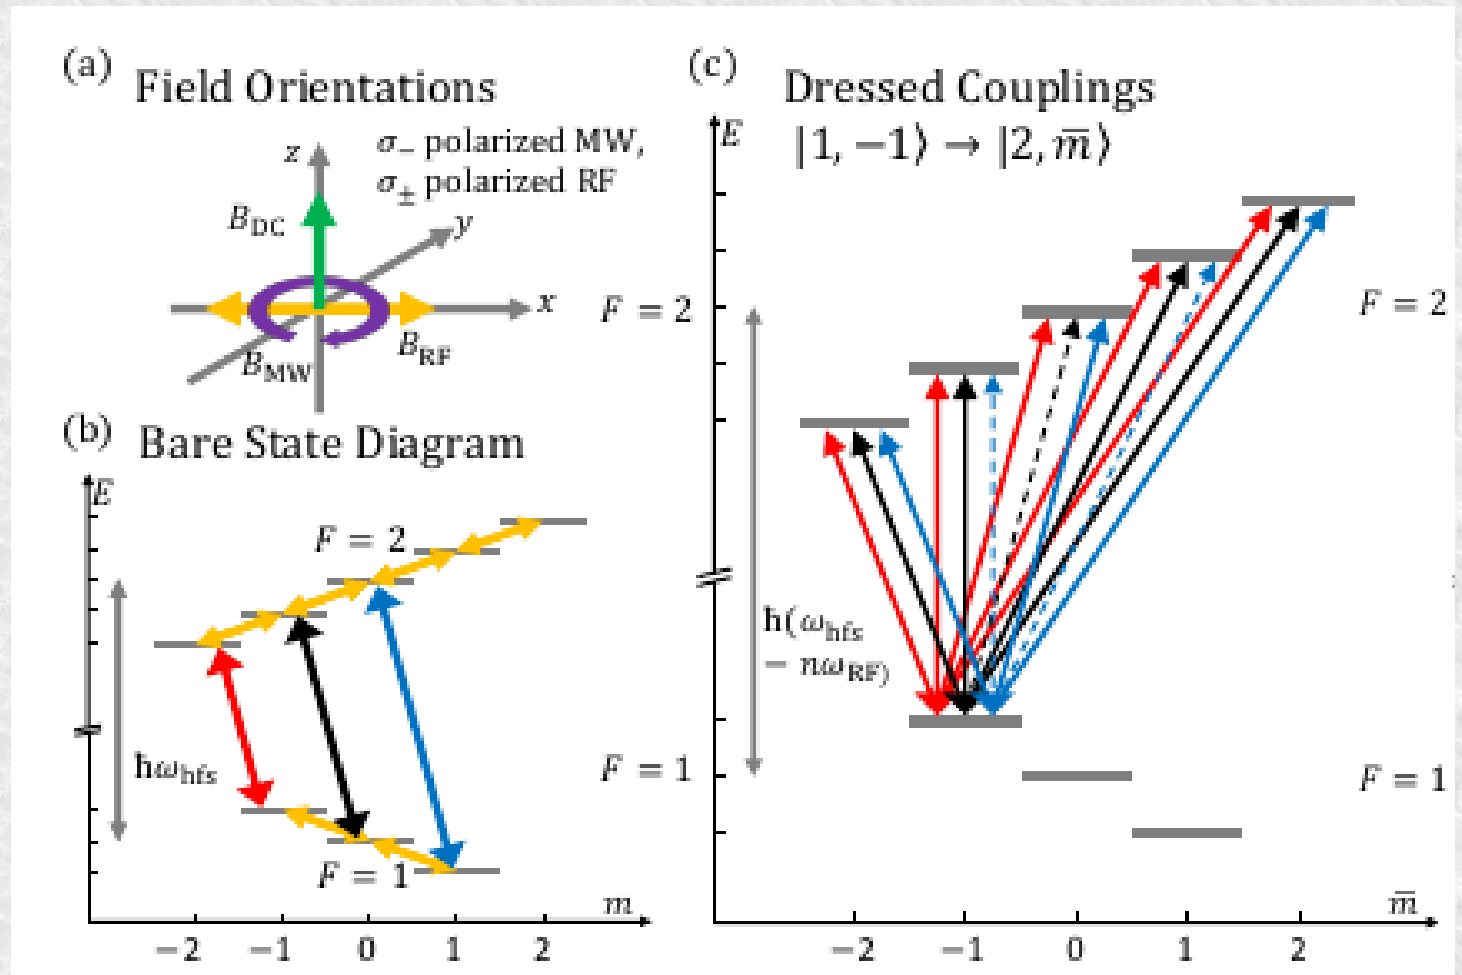 (a) Field Orientations
σ₋ polarized MW,
σ± polarized RF
z
y
x
B_DC
B_RF
B_MW
(b) Bare State Diagram
E
F = 2
ħω_hfs
F = 1
m
−2 −1 0 1 2
(c) Dressed Couplings
|1, −1⟩ → |2, m̄⟩
E
F = 2
F = 2
ħ(ω_hfs
− nω_RF)
F = 1
F = 1
m̄
−2 −1 0 1 2